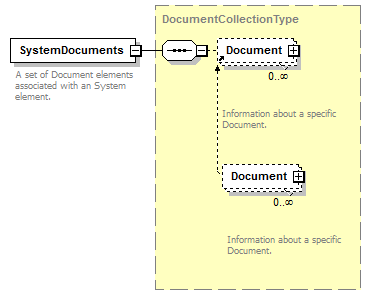 DocumentCollectionType
SystemDocuments
Document
0..∞
A set of Document elements
associated with an System
element.
Information about a specific
Document.
Document
0..∞
Information about a specific
Document.